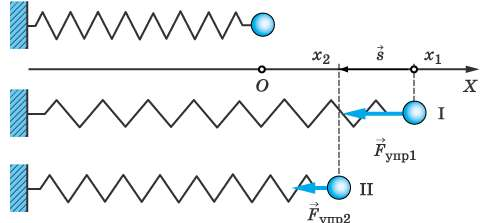 x₂ s⃗ x₁
O X
I
F⃗упр1
II
F⃗упр2